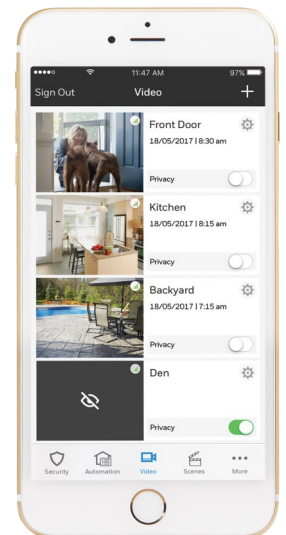 11:47 AM 97%
Sign Out Video +
Front Door
18/05/2017 | 8:30 am
Privacy
Kitchen
18/05/2017 | 8:15 am
Privacy
Backyard
18/05/2017 | 7:15 am
Privacy
Den
Privacy
Security Automation Video Scenes More